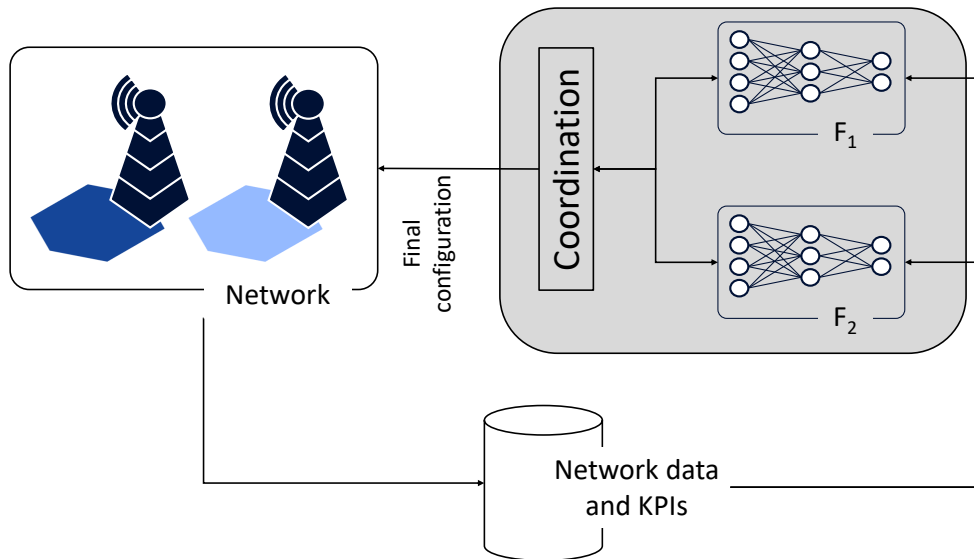 F₁
Coordination
Final
configuration
Network
F₂
Network data
and KPIs